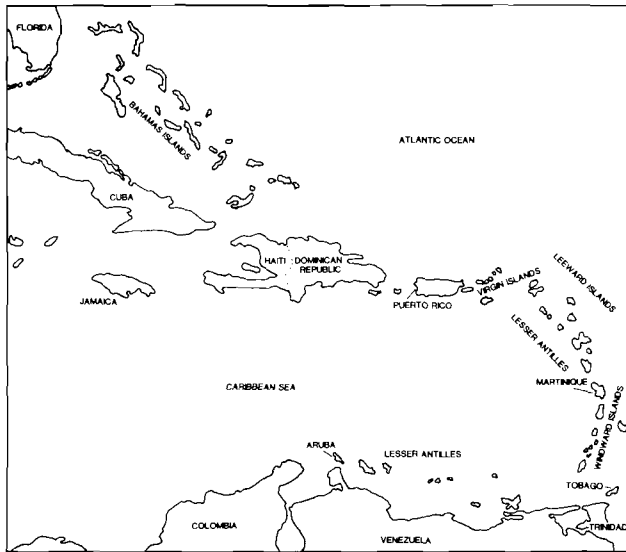 FLORIDA
BAHAMAS ISLANDS
ATLANTIC OCEAN
CUBA
HAITI
DOMINICAN
REPUBLIC
JAMAICA
PUERTO RICO
VIRGIN ISLANDS
LEEWARD ISLANDS
LESSER ANTILLES
MARTINIQUE
CARIBBEAN SEA
WINDWARD ISLANDS
ARUBA
LESSER ANTILLES
TOBAGO
COLOMBIA
VENEZUELA
TRINIDAD